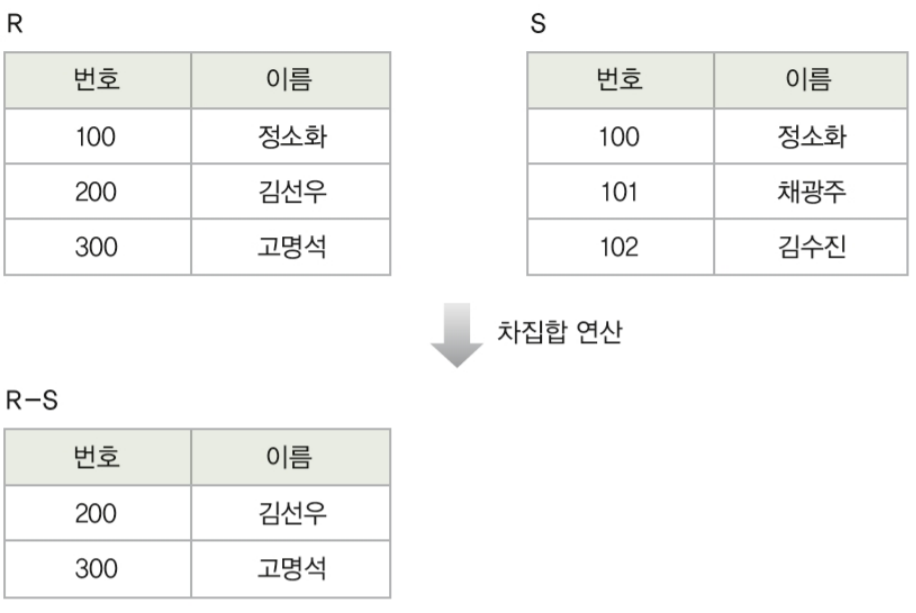 R
번호 이름
100 정소화
200 김선우
300 고명석
S
번호 이름
100 정소화
101 채광주
102 김수진
차집합 연산
R-S
번호 이름
200 김선우
300 고명석